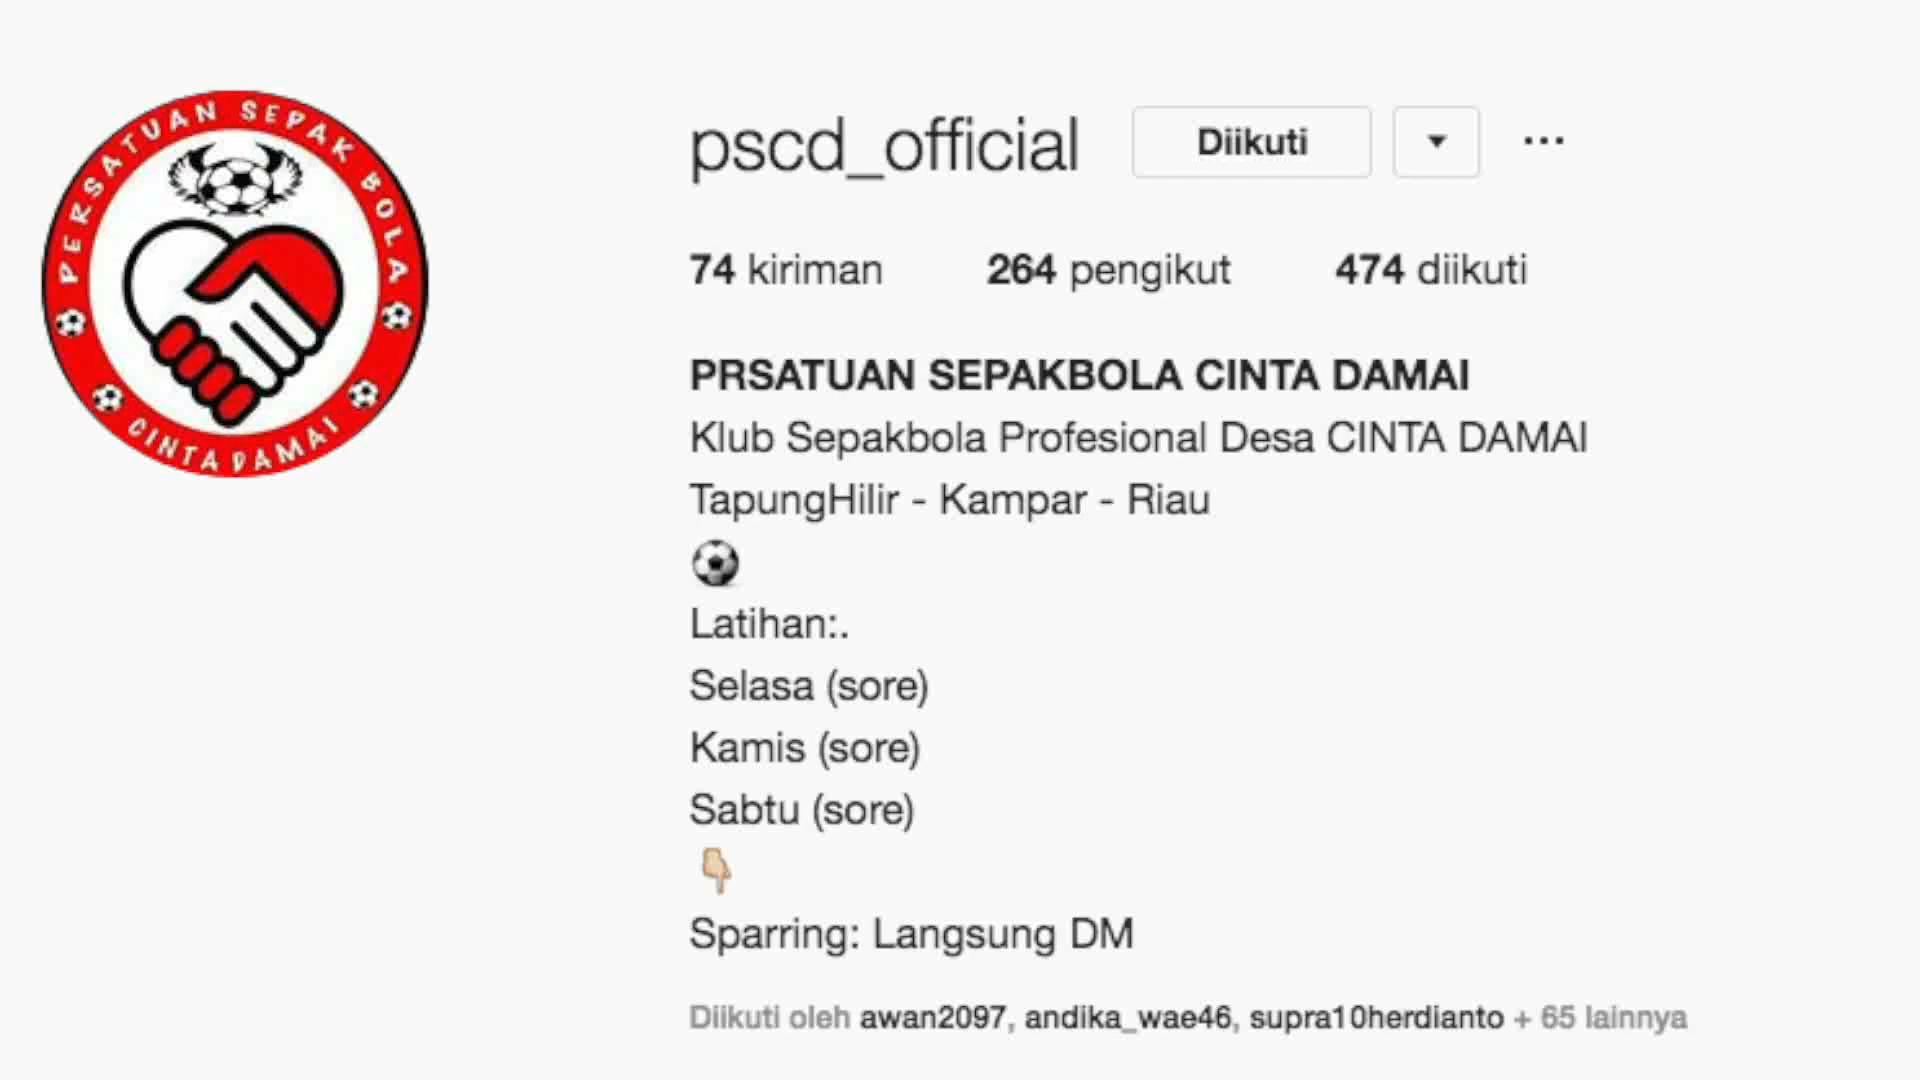 PERSATUAN SEPAK BOLA
CINTA DAMAI
pscd_official
Diikuti
74 kiriman
264 pengikut
474 diikuti
PRSATUAN SEPAKBOLA CINTA DAMAI
Klub Sepakbola Profesional Desa CINTA DAMAI
TapungHilir - Kampar - Riau
⚽
Latihan:.
Selasa (sore)
Kamis (sore)
Sabtu (sore)
👇🏼
Sparring: Langsung DM
Diikuti oleh awan2097, andika_wae46, supra10herdianto + 65 lainnya